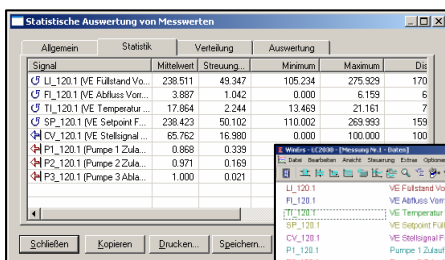 Statistische Auswertung von Messwerten
Allgemein Statistik Verteilung Auswertung
Signal Mittelwert Streuung... Minimum Maximum Dis
LI_120.1 (VE Füllstand Vo... 238.511 49.347 105.234 275.929 170
FI_120.1 (VE Abfluss Vorr... 3.887 1.042 0.000 6.159 6
TI_120.1 (VE Temperatur ... 17.864 2.244 13.469 21.161 7
SP_120.1 (VE Setpoint F... 238.423 50.102 110.002 269.993 159
CV_120.1 (VE Stellsignal ... 65.762 16.980 0.000 100.000 100
P1_120.1 (Pumpe 1 Zula... 0.868 0.339
P2_120.1 (Pumpe 2 Zula... 0.971 0.169
P3_120.1 (Pumpe 3 Abla... 1.000 0.021
Schließen Kopieren Drucken... Speichern...
WinErs - LC2030 - [Messung Nr.1 - Daten]
Datei Bearbeiten Ansicht Steuerung Extras Optionen
LI_120.1 VE Füllstand Vo
FI_120.1 VE Abfluss Vorr
TI_120.1 VE Temperatur
SP_120.1 VE Setpoint Füll
CV_120.1 VE Stellsignal F
P1_120.1 Pumpe 1 Zulauf